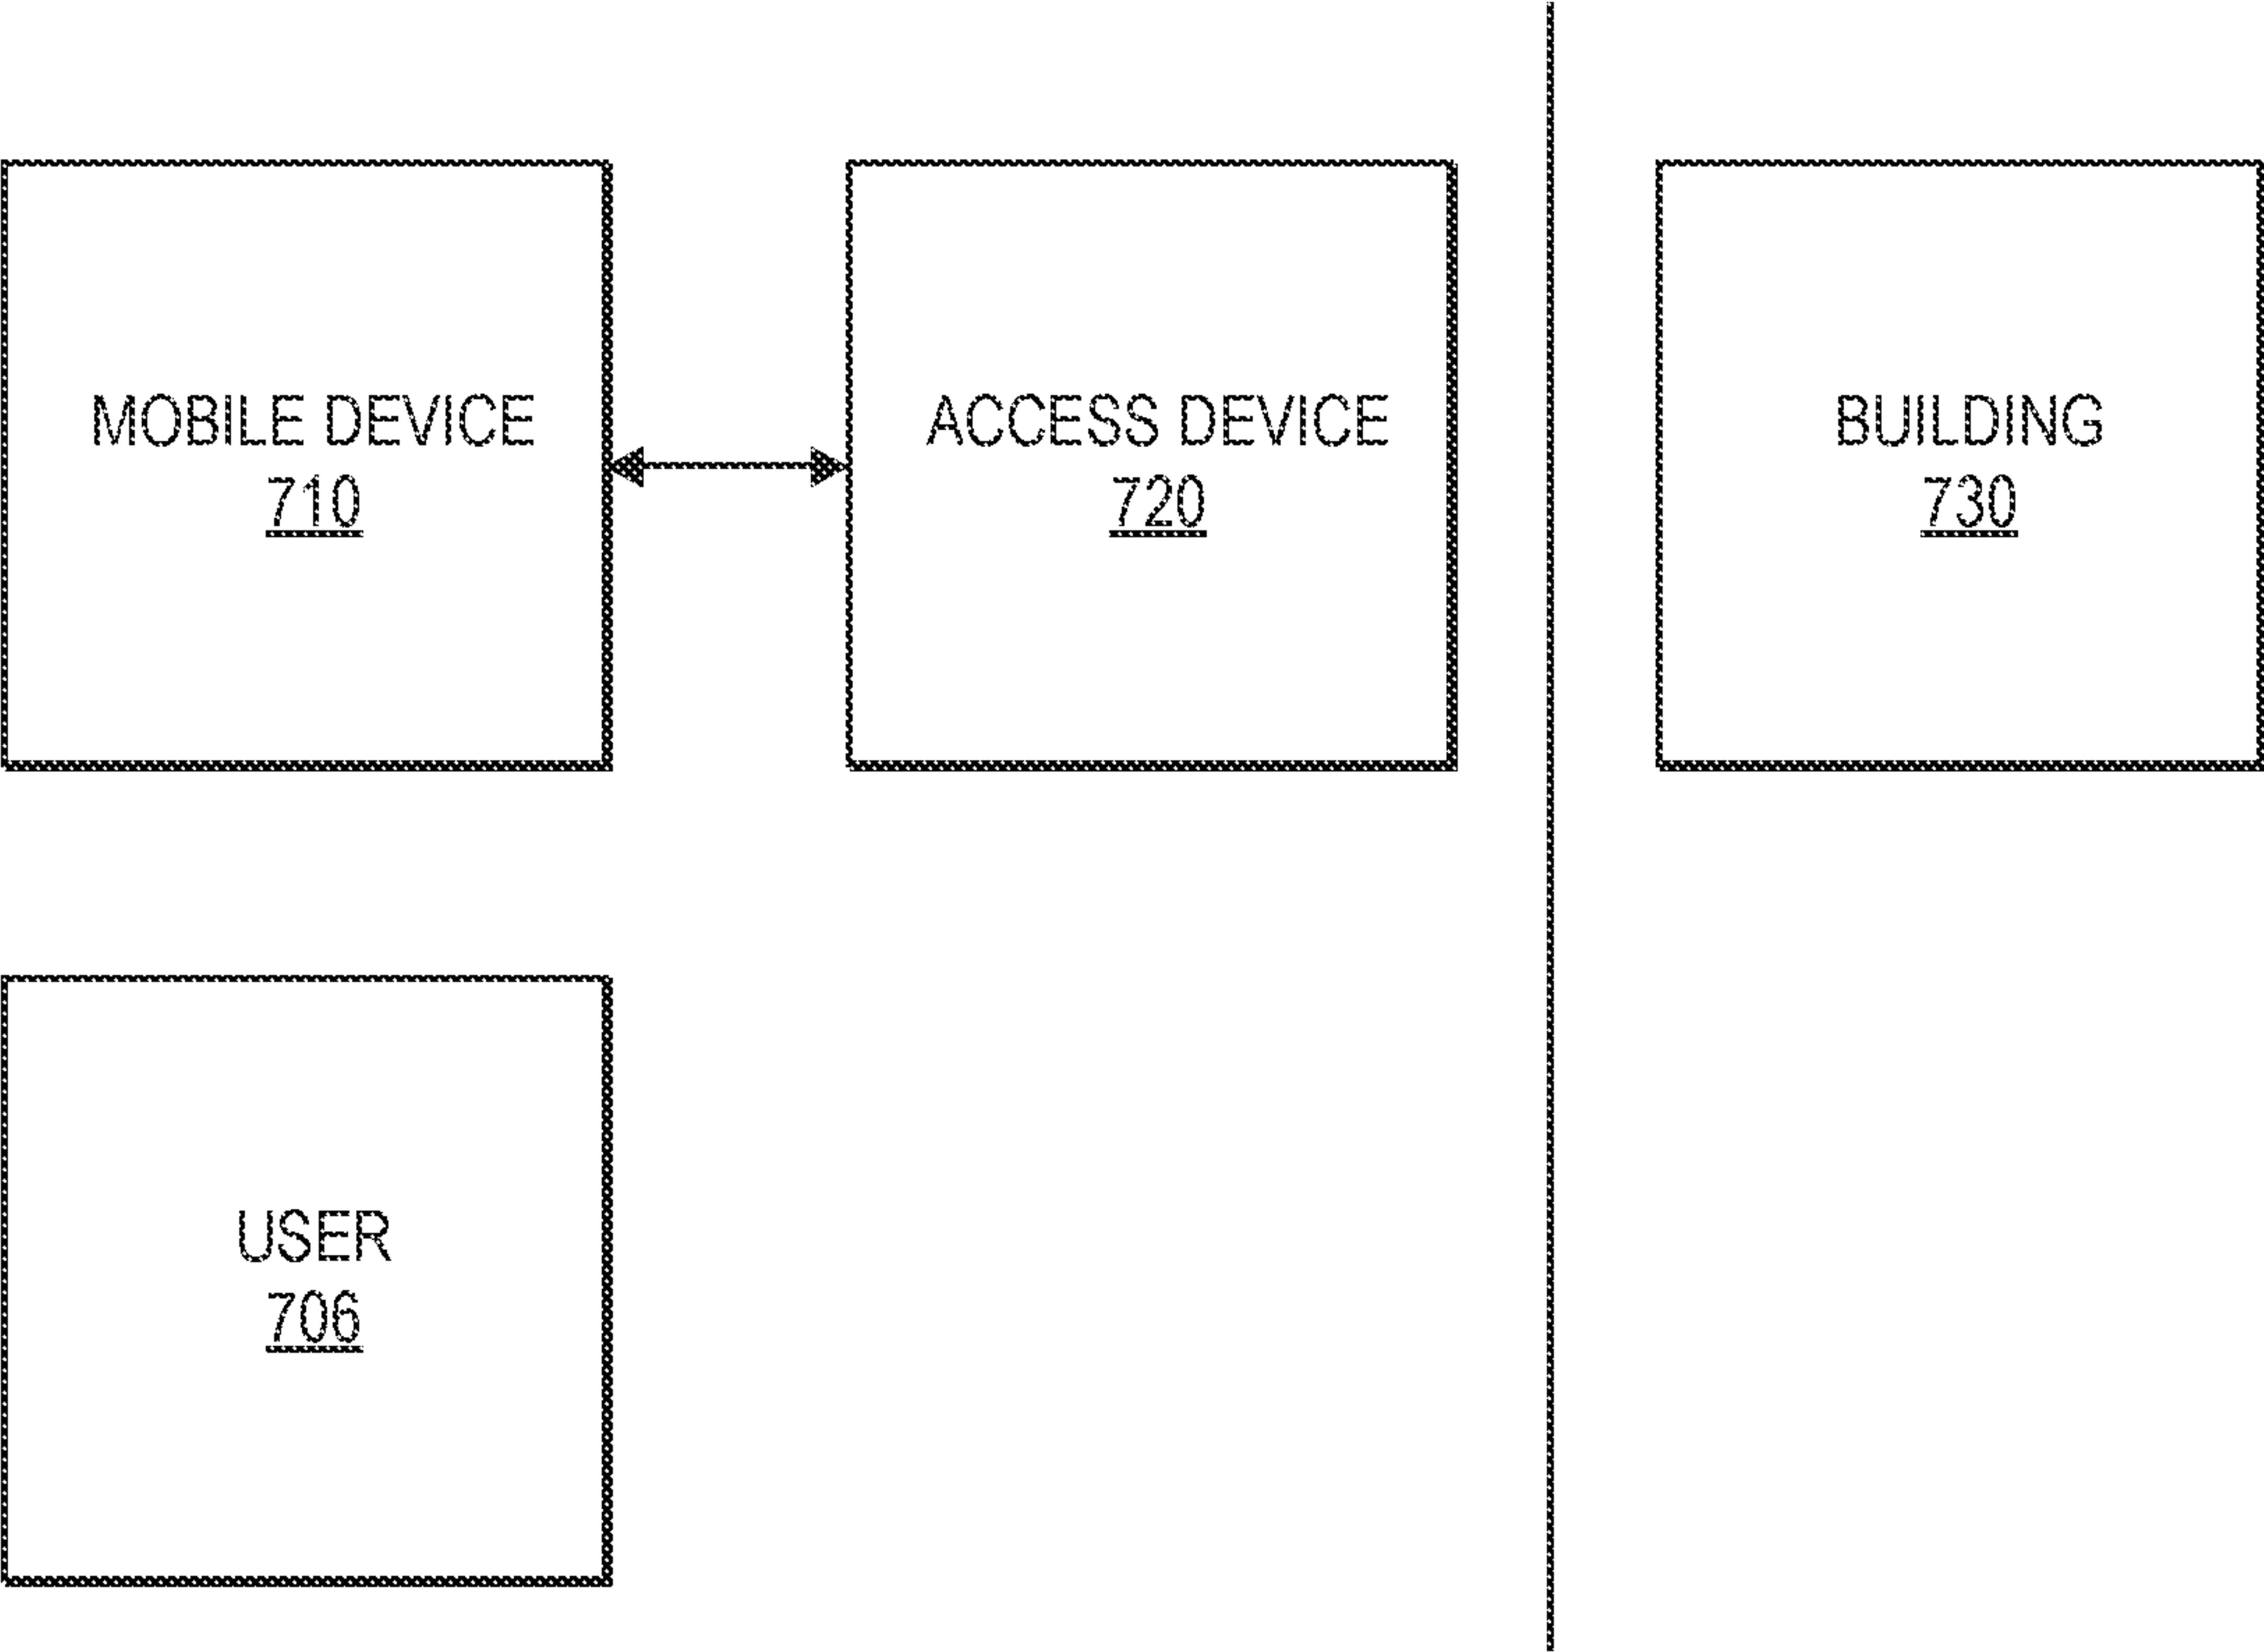 MOBILE DEVICE
710
ACCESS DEVICE
720
BUILDING
730
USER
706